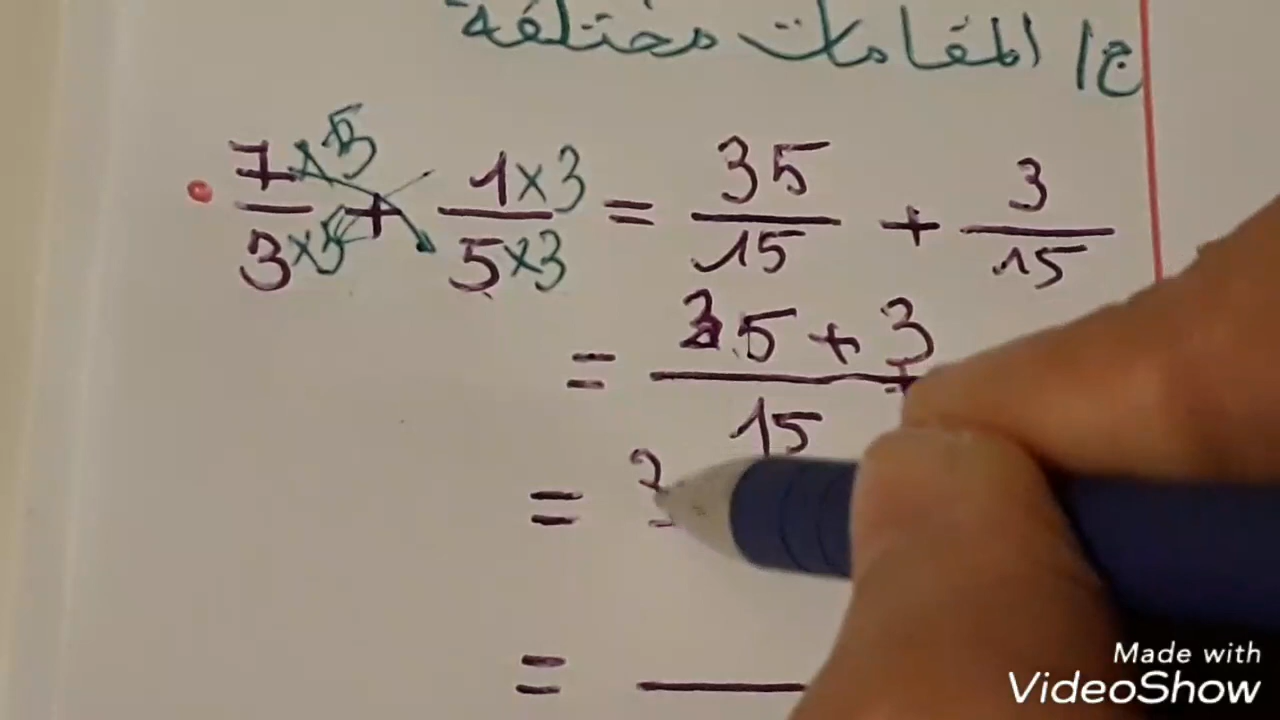 ج/ المقامات مختلفة
7×5/3×5 + 1×3/5×3 = 35/15 + 3/15
= 35 + 3/15
= 3
=
Made with
VideoShow